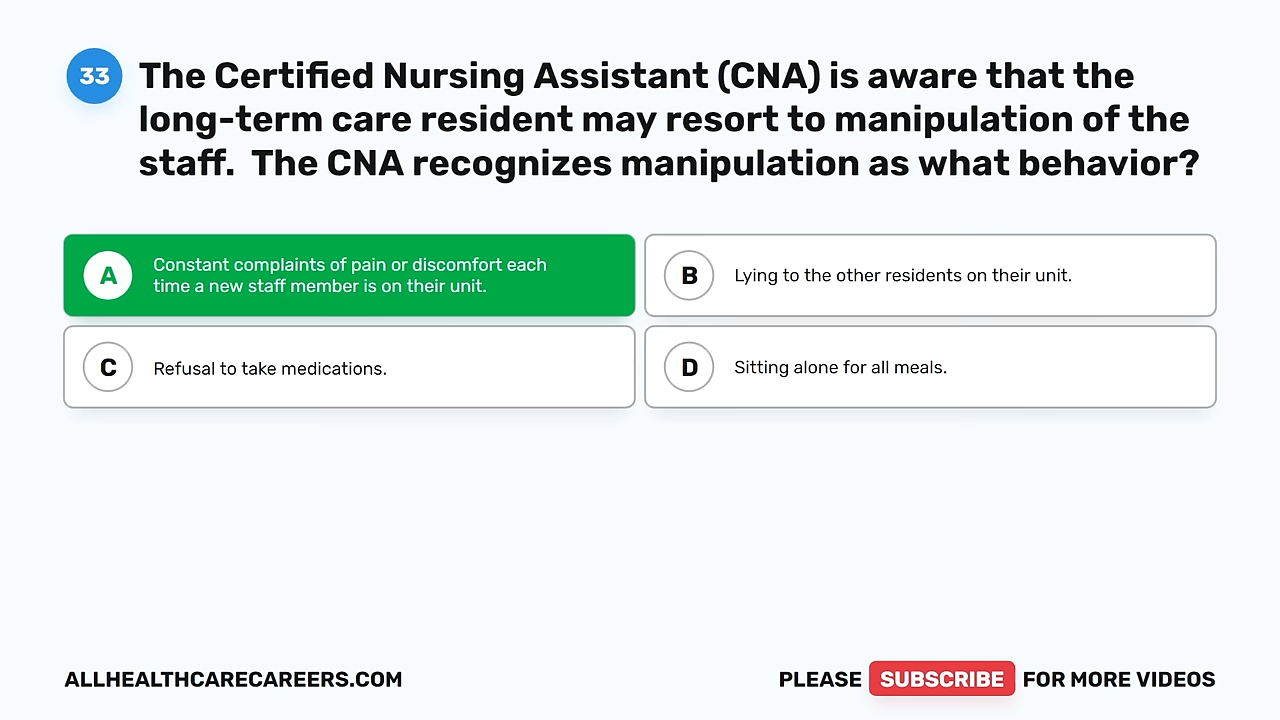 33
The Certified Nursing Assistant (CNA) is aware that the
long-term care resident may resort to manipulation of the
staff.  The CNA recognizes manipulation as what behavior?
A
Constant complaints of pain or discomfort each
time a new staff member is on their unit.
B
Lying to the other residents on their unit.
C
Refusal to take medications.
D
Sitting alone for all meals.
ALLHEALTHCARECAREERS.COM
PLEASE SUBSCRIBE FOR MORE VIDEOS